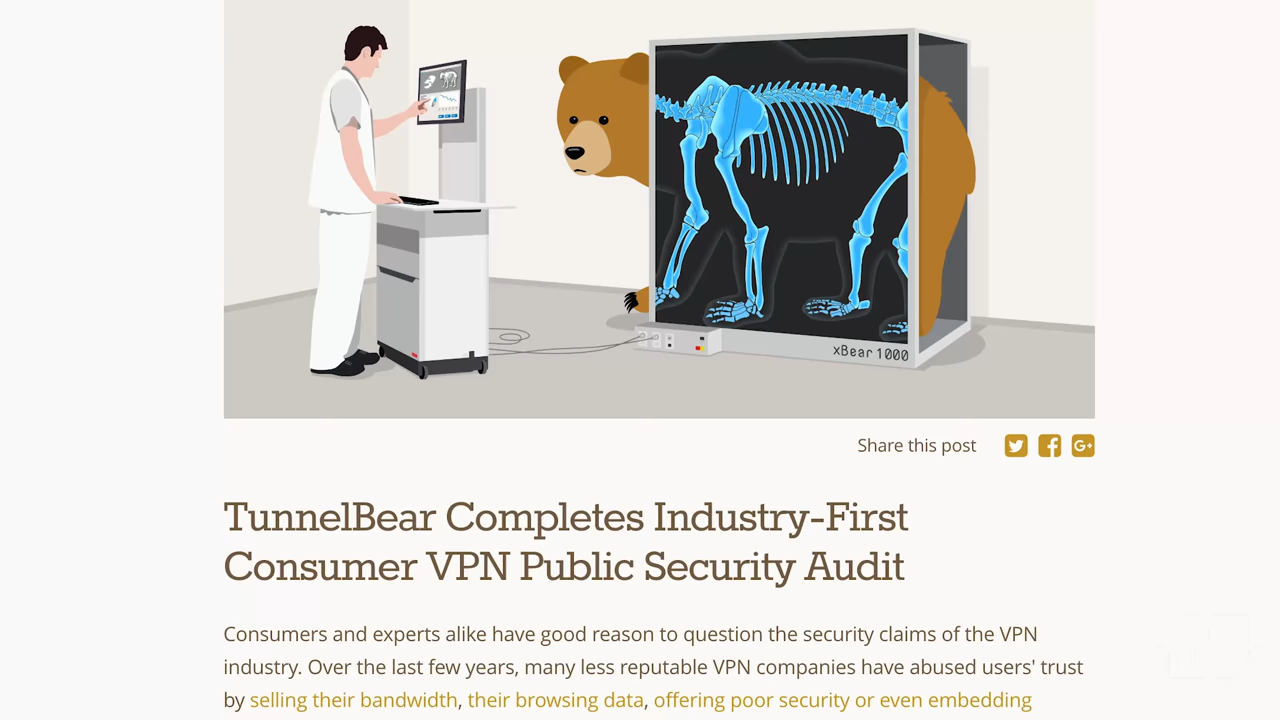 xBear 1000
Share this post
TunnelBear Completes Industry-First
Consumer VPN Public Security Audit
Consumers and experts alike have good reason to question the security claims of the VPN
industry. Over the last few years, many less reputable VPN companies have abused users' trust
by selling their bandwidth, their browsing data, offering poor security or even embedding